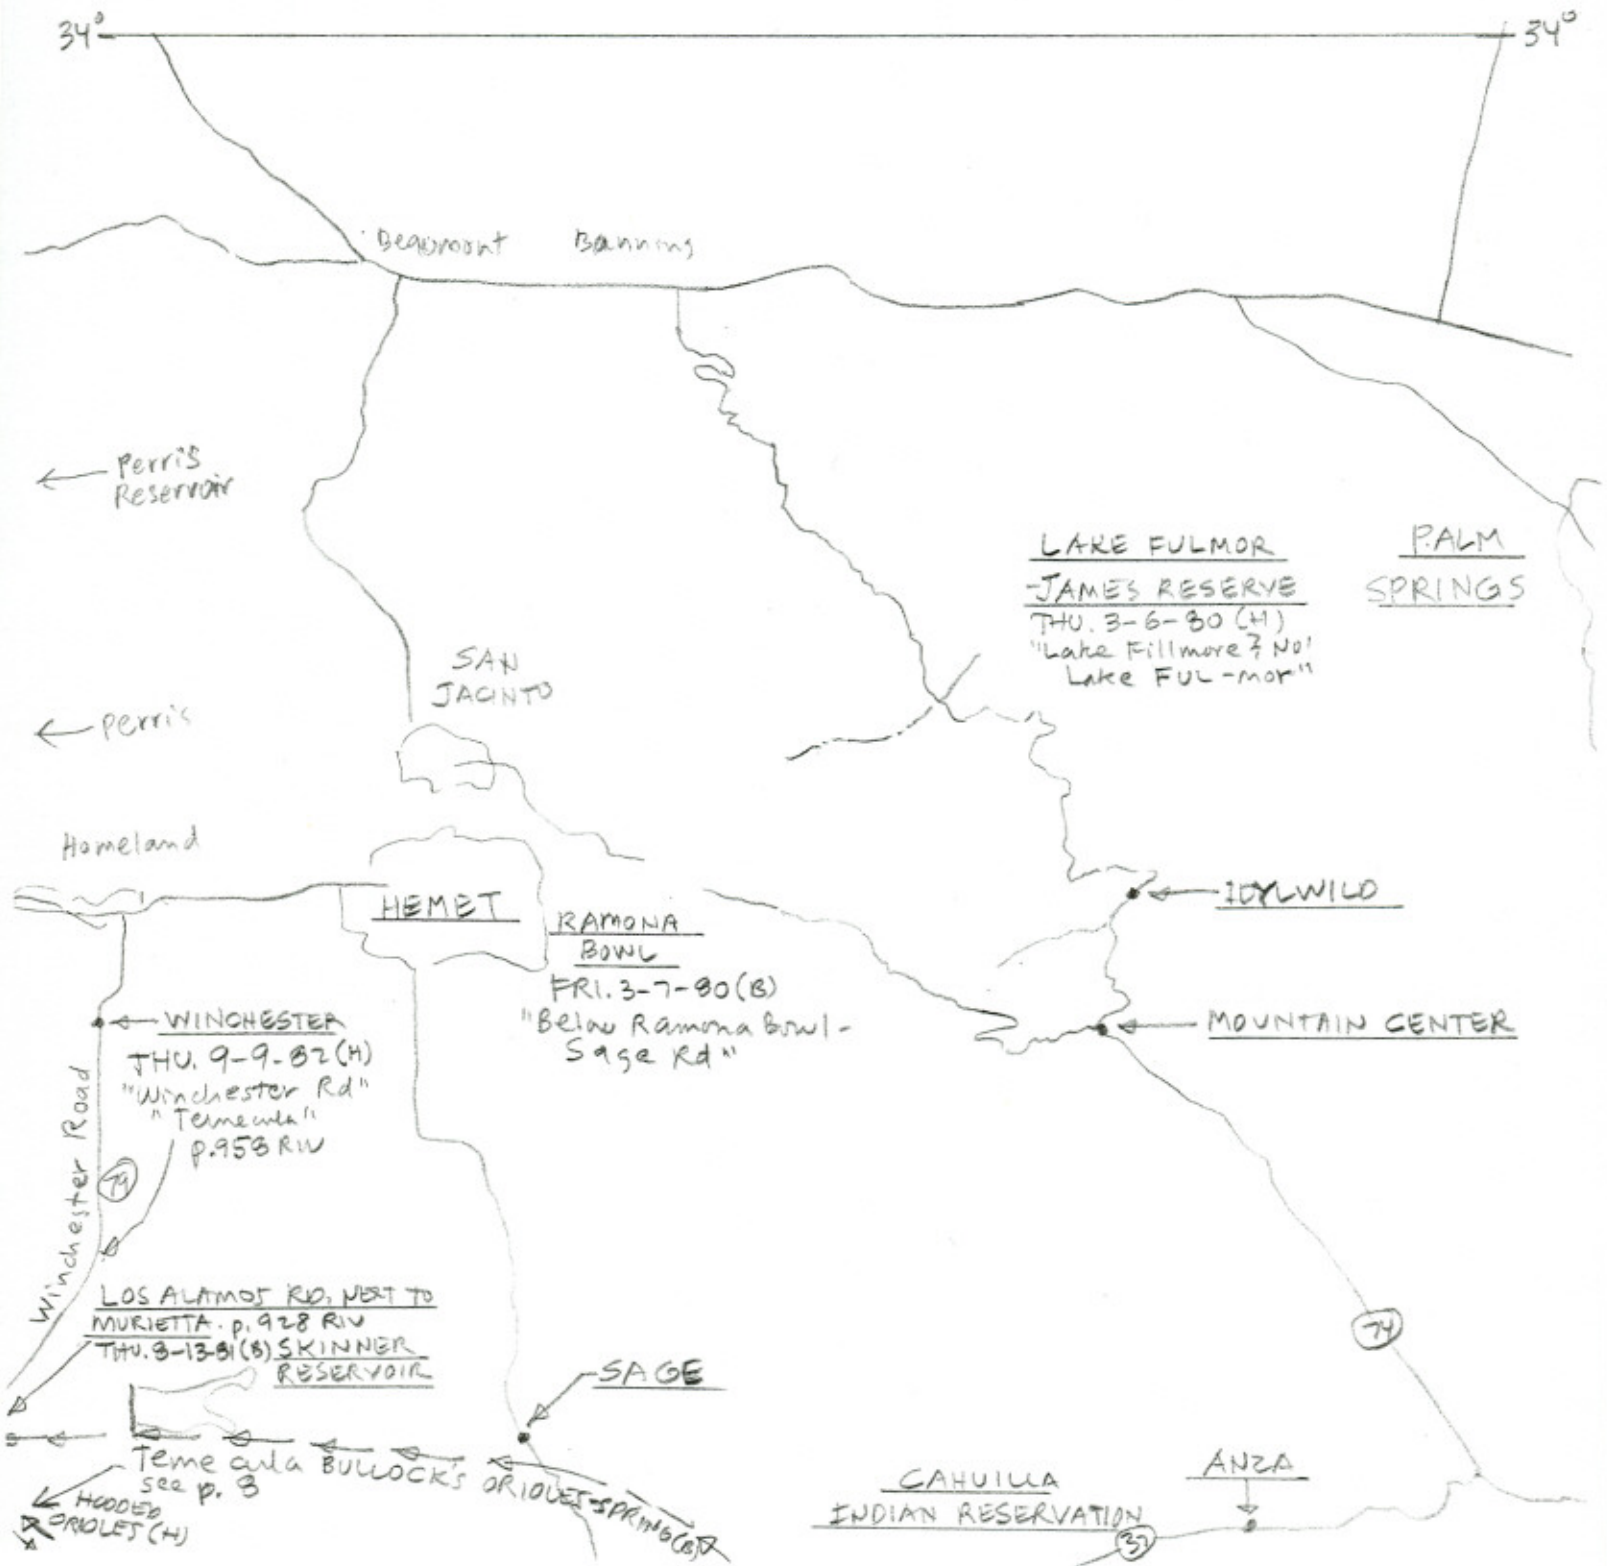 34° 34°
Beaumont Banning
Perris
Reservoir
LAKE FULMOR
-JAMES RESERVE
THU. 3-6-80 (H)
"Lake Fillmore? No!
Lake FUL-mor"
PALM
SPRINGS
SAN
JACINTO
Perris
Homeland
HEMET
IDYLWILD
RAMONA
BOWL
FRI. 3-7-80 (B)
"Below Ramona Bowl-
Sage Rd"
MOUNTAIN CENTER
WINCHESTER
THU. 9-9-82 (H)
"Winchester Rd"
"Temecula"
p.958 RIV
Winchester Road
79
LOS ALAMOS RD. NEXT TO
MURIETTA. p. 928 RIV
THU. 8-13-81 (B) SKINNER
RESERVOIR
SAGE
74
Temecula
see p. 8
BULLOCK'S ORIOLES-SPRING (B)
HOODED
ORIOLES (H)
CAHUILLA
INDIAN RESERVATION
ANZA
37